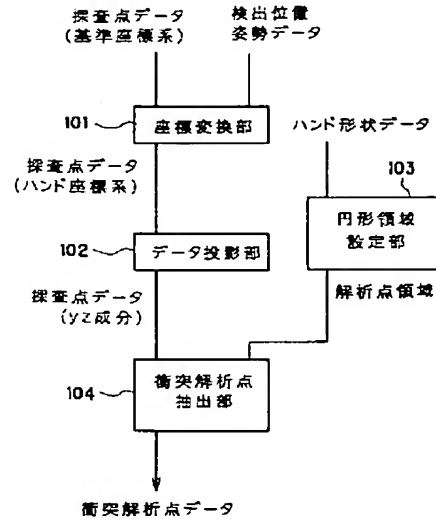 探査点データ
(基準座標系)
検出位置
姿勢データ
101
座標変換部
ハンド形状データ
探査点データ
(ハンド座標系)
103
円形領域
設定部
102
データ投影部
解析点領域
探査点データ
(yz成分)
104
衝突解析点
抽出部
衝突解析点データ